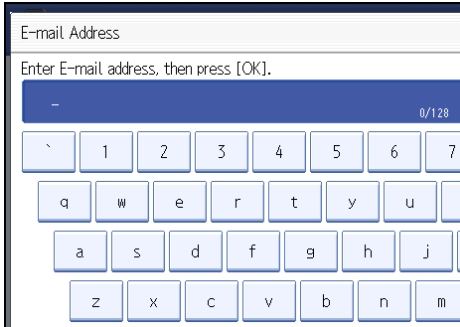 E-mail Address
Enter E-mail address, then press [OK].
_
0/128
` 1 2 3 4 5 6 7
q w e r t y u
a s d f g h j
z x c v b n m